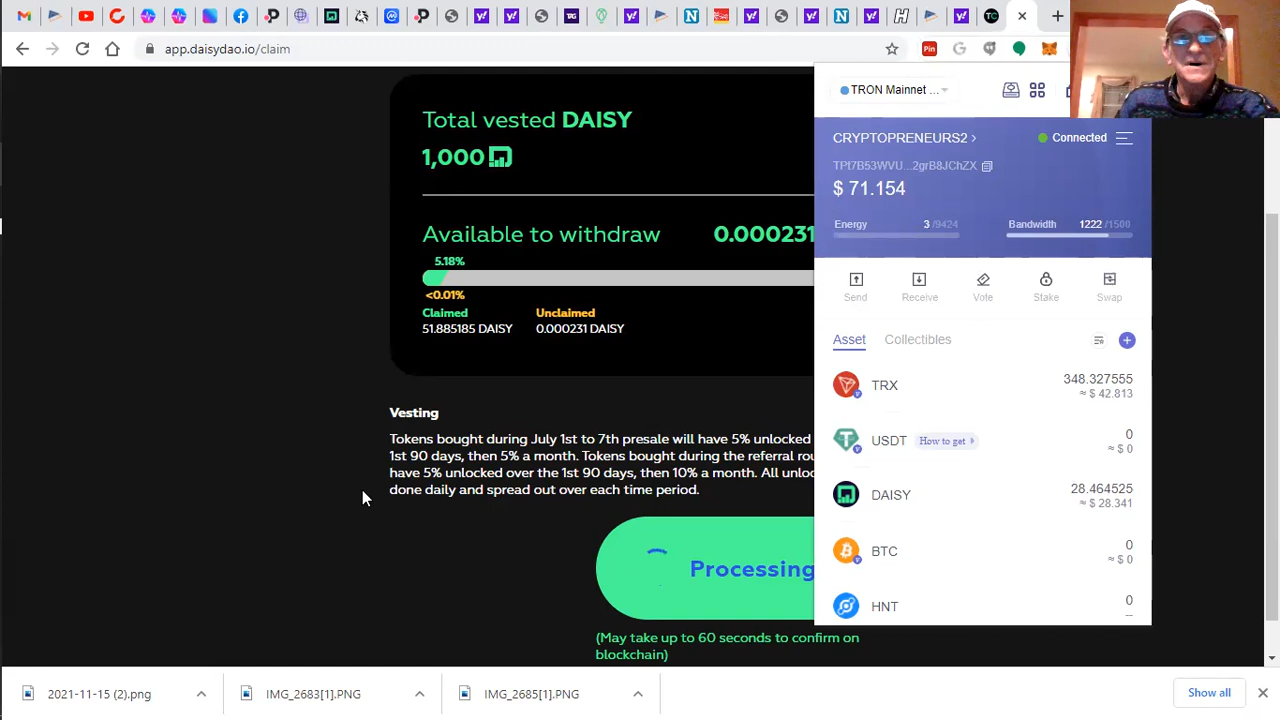 app.daisydao.io/claim
Total vested DAISY
1,000
Available to withdraw
0.000231
5.18%
<0.01%
Claimed
Unclaimed
51.885185 DAISY
0.000231 DAISY
Vesting
Tokens bought during July 1st to 7th presale will have 5% unlocked
1st 90 days, then 5% a month. Tokens bought during the referral rou
have 5% unlocked over the 1st 90 days, then 10% a month. All unloc
done daily and spread out over each time period.
Processing
(May take up to 60 seconds to confirm on
blockchain)
TRON Mainnet ...
CRYPTOPRENEURS2 >
Connected
TPf7B53WVU...2grB8JChZX
$ 71.154
Energy
3 /9424
Bandwidth
1222 /1500
Send
Receive
Vote
Stake
Swap
Asset
Collectibles
TRX
348.327555
≈ $ 42.813
USDT
How to get
0
≈ $ 0
DAISY
28.464525
≈ $ 28.341
BTC
0
≈ $ 0
HNT
0
--
2021-11-15 (2).png
IMG_2683[1].PNG
IMG_2685[1].PNG
Show all